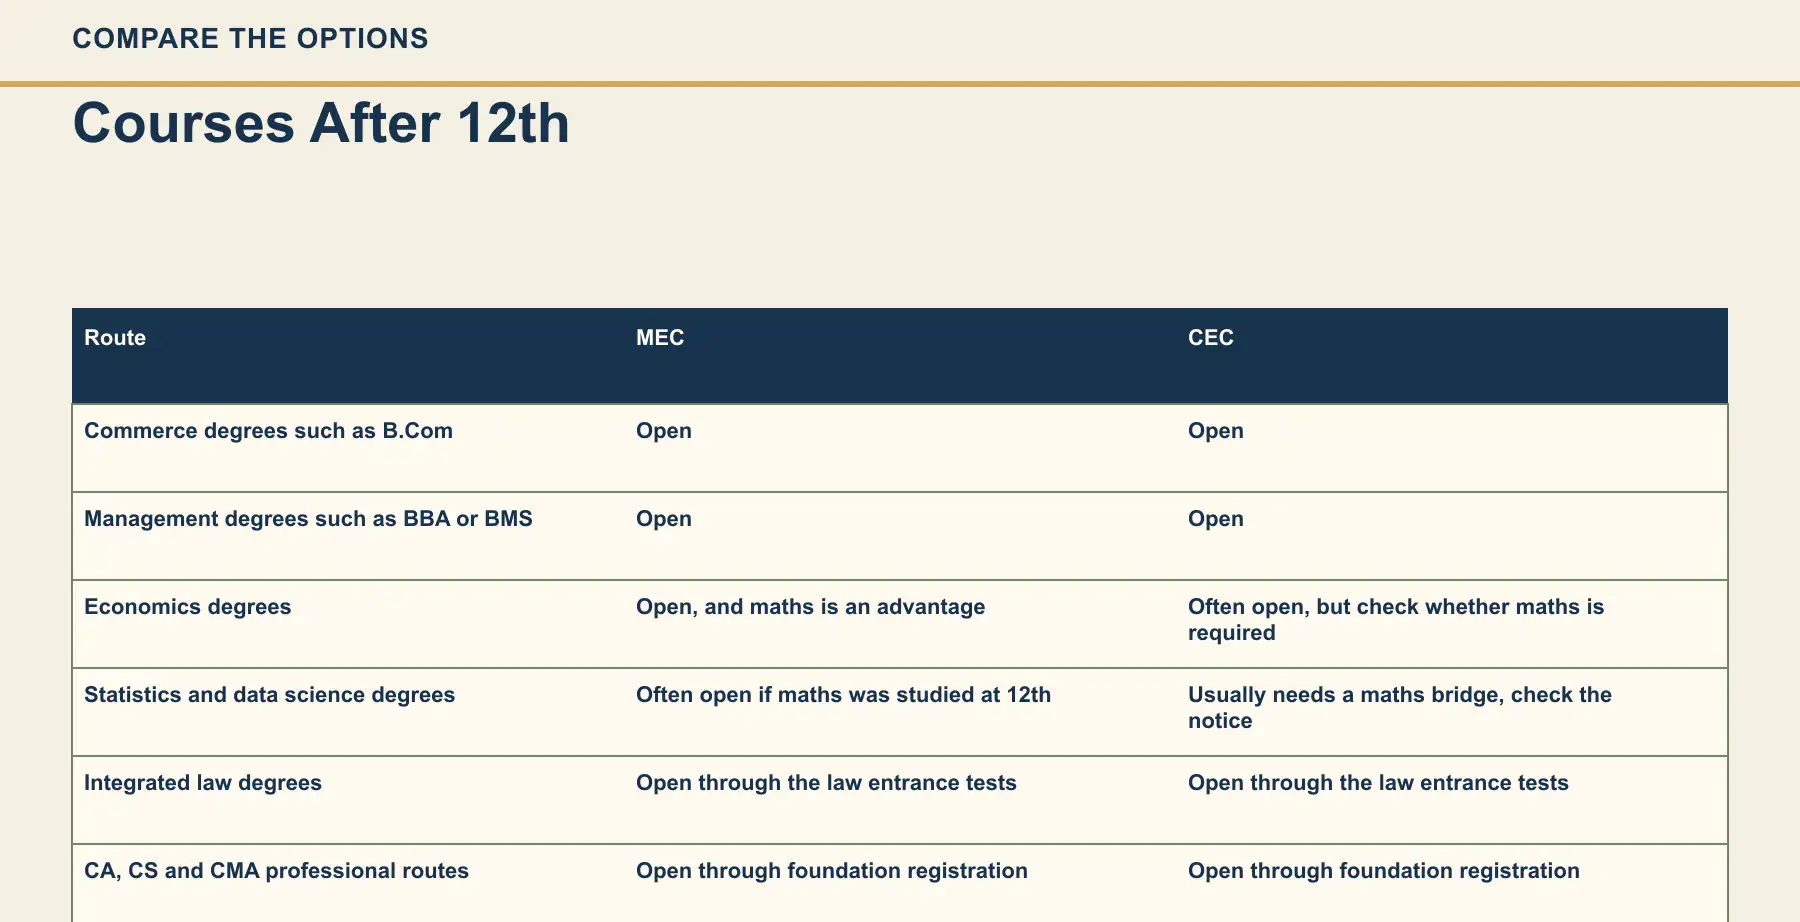 COMPARE THE OPTIONS
Courses After 12th
Route MEC CEC
Commerce degrees such as B.Com Open Open
Management degrees such as BBA or BMS Open Open
Economics degrees Open, and maths is an advantage Often open, but check whether maths is
required
Statistics and data science degrees Often open if maths was studied at 12th Usually needs a maths bridge, check the
notice
Integrated law degrees Open through the law entrance tests Open through the law entrance tests
CA, CS and CMA professional routes Open through foundation registration Open through foundation registration